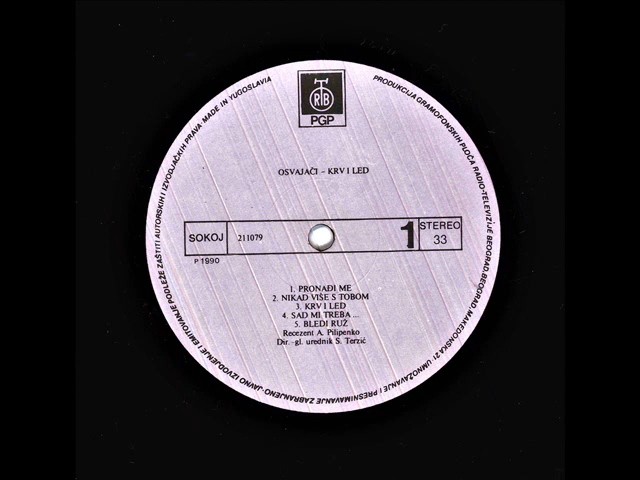 RTB
PGP
OSVAJAČI - KRV I LED
SOKOJ
211079
1
STEREO
33
P 1990
1. PRONAĐI ME
2. NIKAD VIŠE S TOBOM
3. KRV I LED
4. SAD MI TREBA ...
5. BLEDI RUŽ
Recezent A. Pilipenko
Dir.-gl. urednik S. Terzić
PRODUKCIJA GRAMOFONSKIH PLOČA RADIO-TELEVIZIJE BEOGRAD, BEOGRAD, MAKEDONSKA 21 · UMNOŽAVANJE I PRESNIMAVANJE ZABRANJENO-JAVNO IZVODJENJE I EMITOVANJE PODLEŽE ZAŠTITI AUTORSKIH I IZVODJAČKIH PRAVA · MADE IN YUGOSLAVIA